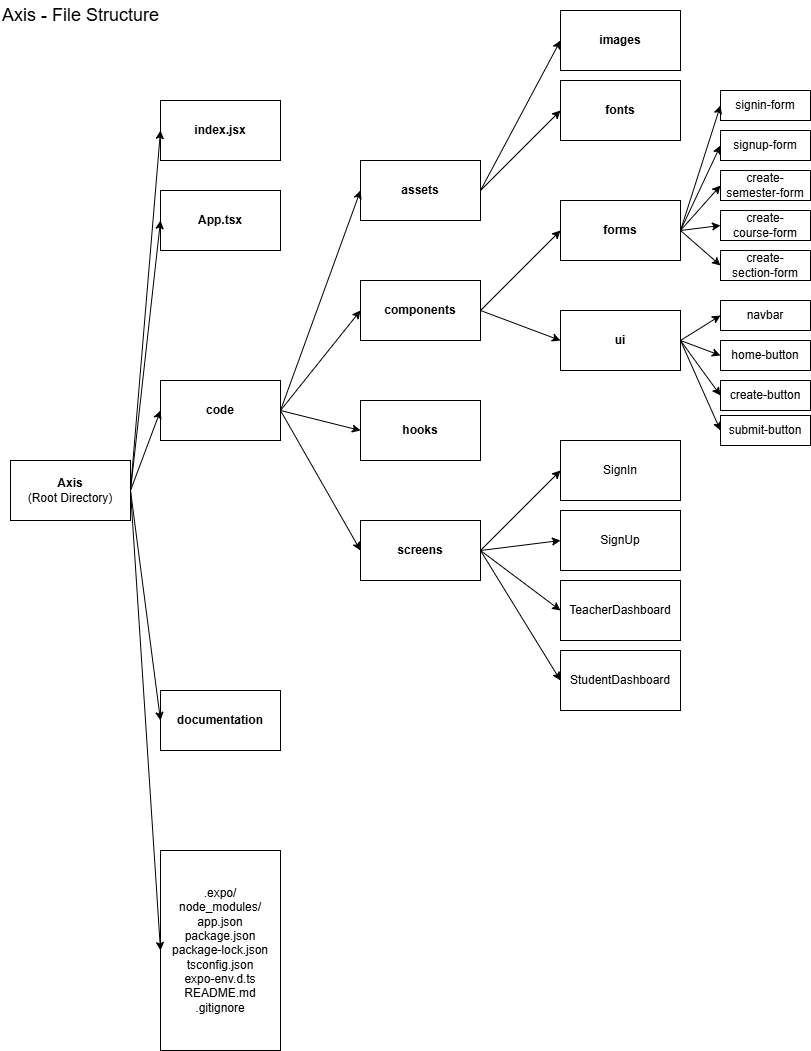 Axis - File Structure
images
fonts
signin-form
signup-form
create-
semester-form
create-
course-form
create-
section-form
index.jsx
App.tsx
assets
forms
components
navbar
ui
home-button
create-button
submit-button
code
hooks
Axis
(Root Directory)
screens
SignIn
SignUp
TeacherDashboard
StudentDashboard
documentation
.expo/
node_modules/
app.json
package.json
package-lock.json
tsconfig.json
expo-env.d.ts
README.md
.gitignore